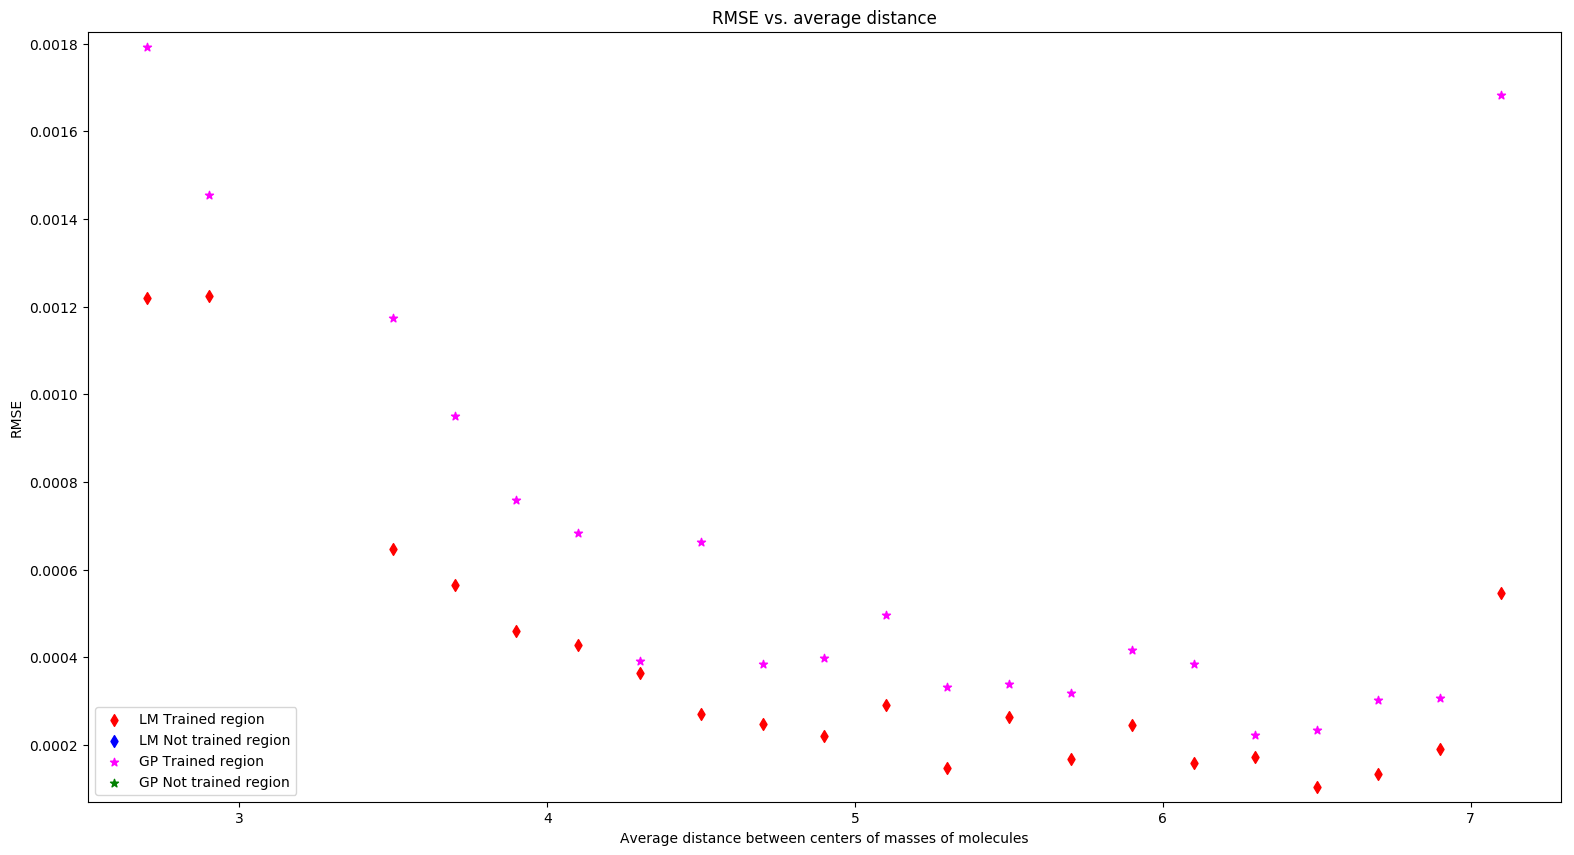 RMSE vs. average distance
0.0018
0.0016
0.0014
0.0012
0.0010
0.0008
0.0006
0.0004
0.0002
RMSE
LM Trained region
LM Not trained region
GP Trained region
GP Not trained region
3 4 5 6 7
Average distance between centers of masses of molecules